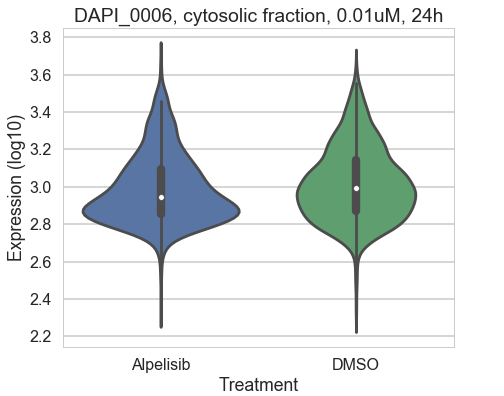 DAPI_0006, cytosolic fraction, 0.01uM, 24h
3.8
3.6
3.4
3.2
3.0
2.8
2.6
2.4
2.2
Expression (log10)
Alpelisib
DMSO
Treatment